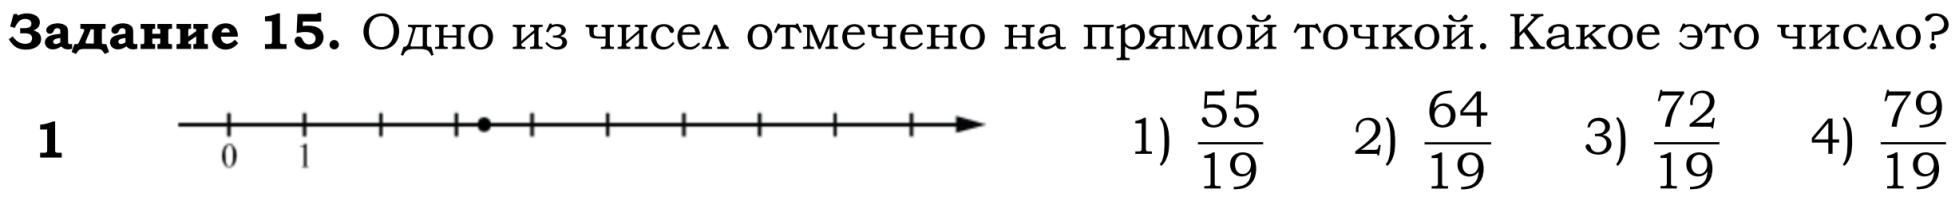 Задание 15. Одно из чисел отмечено на прямой точкой. Какое это число?
1 0 1 1) 55/19 2) 64/19 3) 72/19 4) 79/19